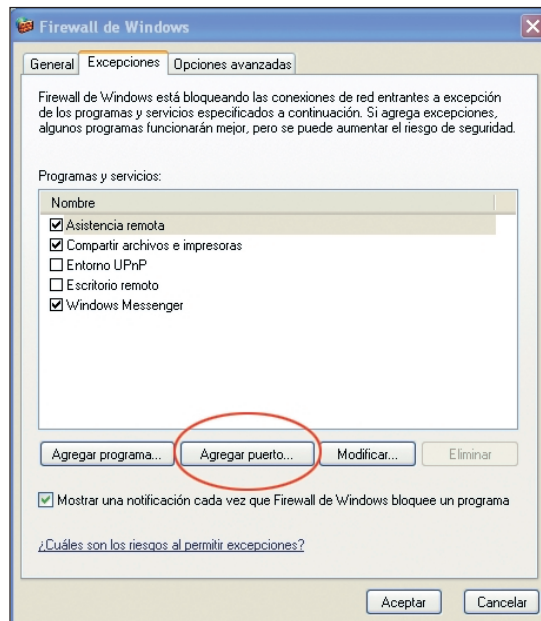 Firewall de Windows
General Excepciones Opciones avanzadas
Firewall de Windows está bloqueando las conexiones de red entrantes a excepción
de los programas y servicios especificados a continuación. Si agrega excepciones,
algunos programas funcionarán mejor, pero se puede aumentar el riesgo de seguridad.
Programas y servicios:
Nombre
Asistencia remota
Compartir archivos e impresoras
Entorno UPnP
Escritorio remoto
Windows Messenger
Agregar programa... Agregar puerto... Modificar... Eliminar
Mostrar una notificación cada vez que Firewall de Windows bloquee un programa
¿Cuáles son los riesgos al permitir excepciones?
Aceptar Cancelar